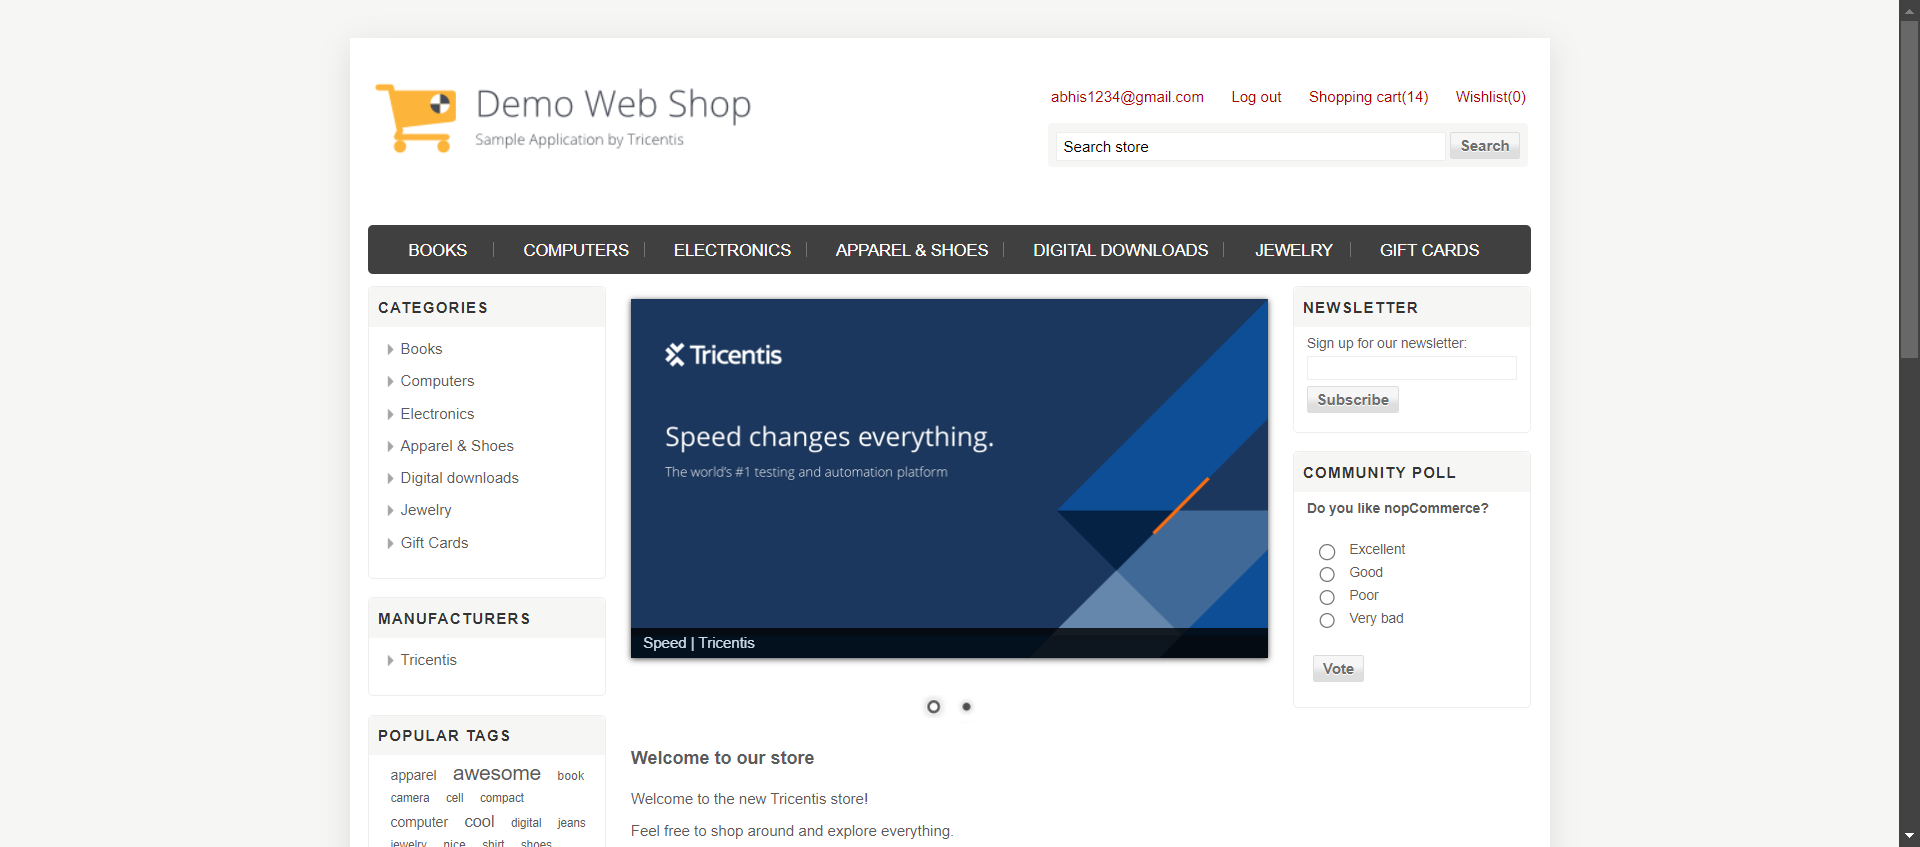 Demo Web Shop
Sample Application by Tricentis
abhis1234@gmail.com Log out Shopping cart(14) Wishlist(0)
Search store Search
BOOKS COMPUTERS ELECTRONICS APPAREL & SHOES DIGITAL DOWNLOADS JEWELRY GIFT CARDS
CATEGORIES
Books
Computers
Electronics
Apparel & Shoes
Digital downloads
Jewelry
Gift Cards
MANUFACTURERS
Tricentis
POPULAR TAGS
apparel awesome book
camera cell compact
computer cool digital jeans
jewelry nice shirt shoes
Tricentis
Speed changes everything.
The world's #1 testing and automation platform
Speed | Tricentis
Welcome to our store
Welcome to the new Tricentis store!
Feel free to shop around and explore everything.
NEWSLETTER
Sign up for our newsletter:
Subscribe
COMMUNITY POLL
Do you like nopCommerce?
Excellent
Good
Poor
Very bad
Vote